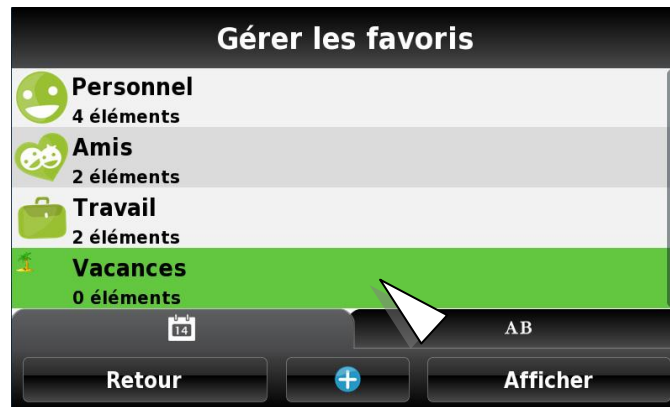 Gérer les favoris
Personnel
4 éléments
Amis
2 éléments
Travail
2 éléments
Vacances
0 éléments
14
AB
Retour
Afficher